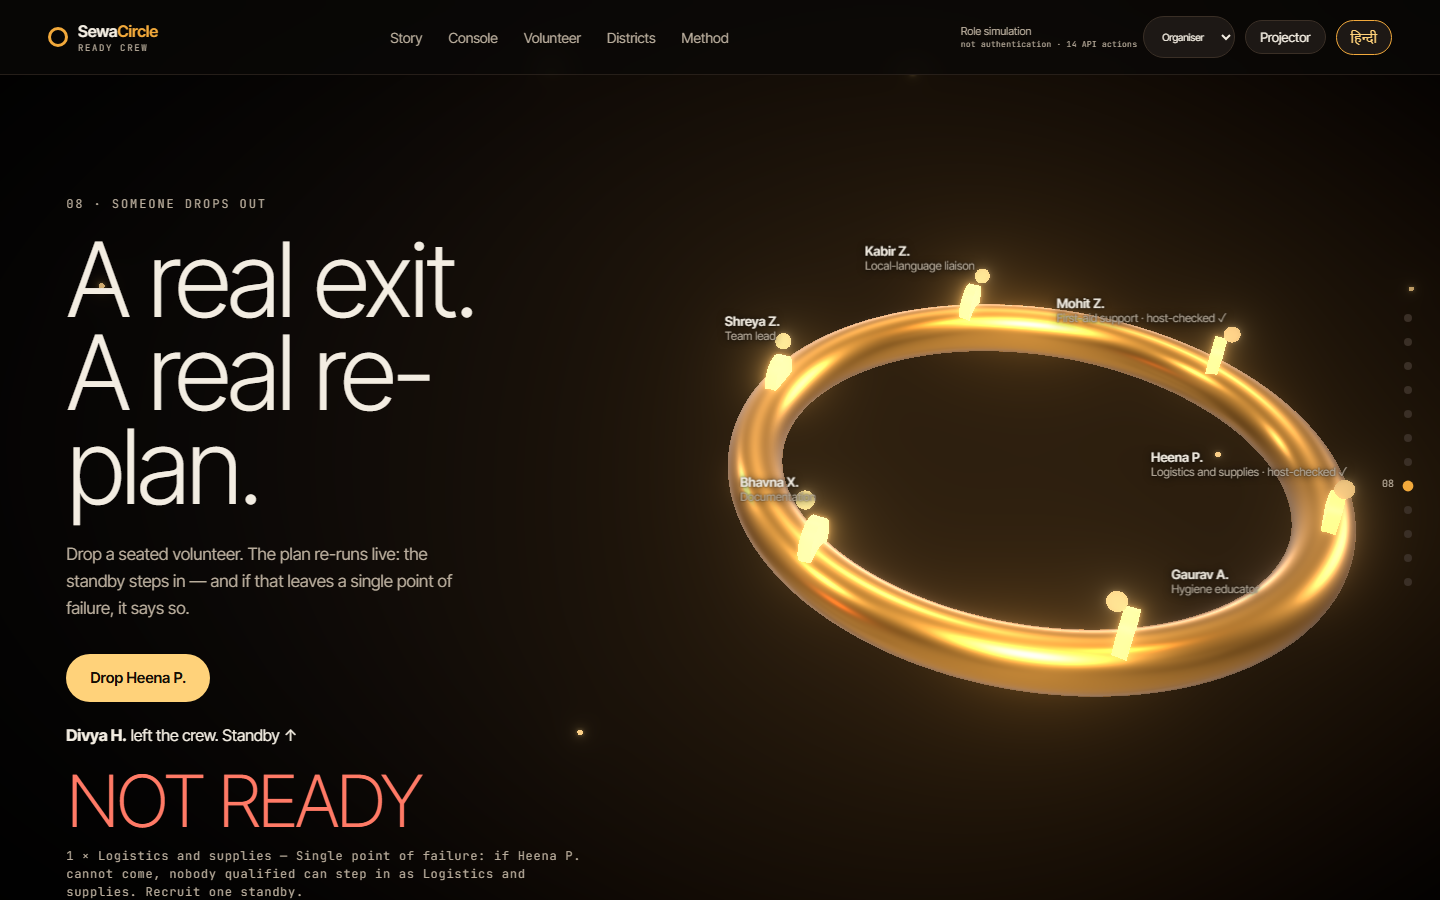 SewaCircle
READY CREW
Story
Console
Volunteer
Districts
Method
Role simulation
not authentication · 14 API actions
Organiser
Projector
हिन्दी
08 · SOMEONE DROPS OUT
A real exit.
A real re-
plan.
Drop a seated volunteer. The plan re-runs live: the
standby steps in — and if that leaves a single point of
failure, it says so.
Drop Heena P.
Divya H. left the crew. Standby ↑
NOT READY
1 × Logistics and supplies — Single point of failure: if Heena P.
cannot come, nobody qualified can step in as Logistics and
supplies. Recruit one standby.
Kabir Z.
Local-language liaison
Mohit Z.
First-aid support · host-checked ✓
Shreya Z.
Team lead
Heena P.
Logistics and supplies · host-checked ✓
Bhavna X.
Documentation
Gaurav A.
Hygiene educator
08